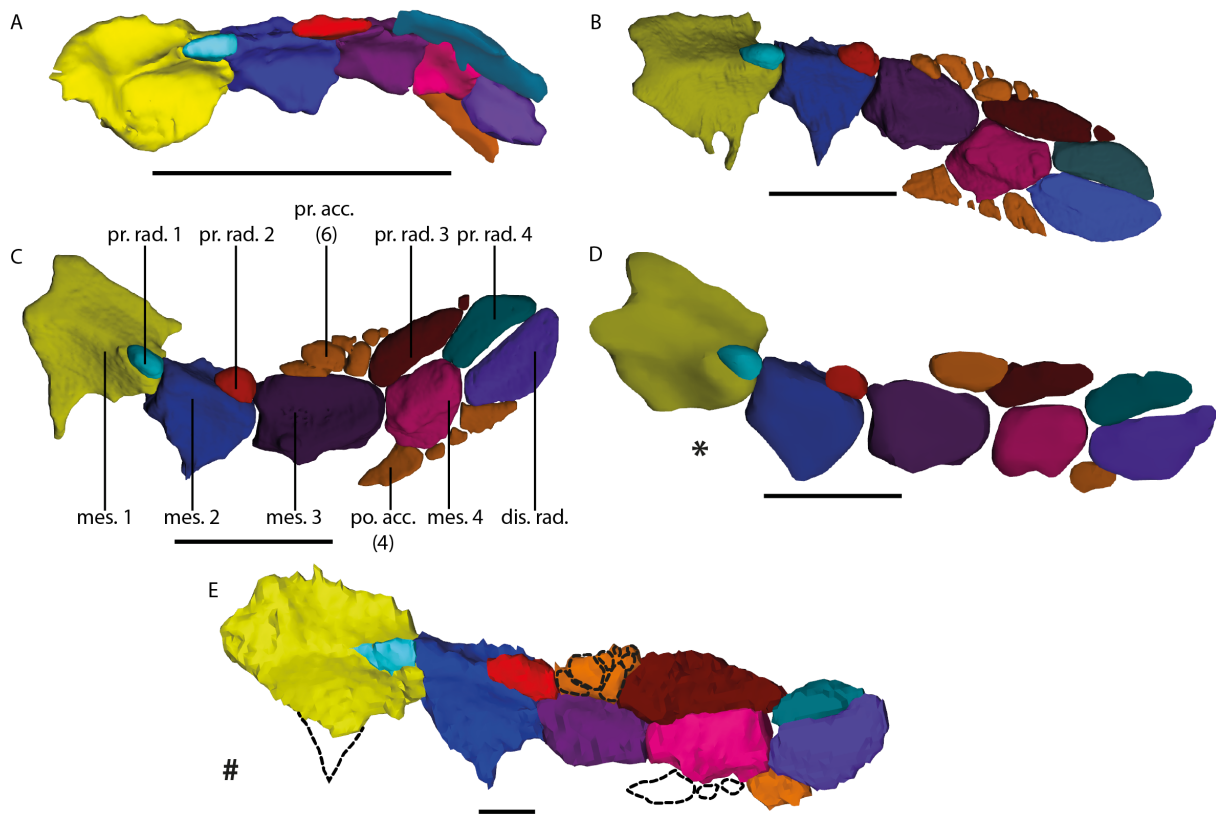 A
B
pr. acc.
(6)
pr. rad. 1
pr. rad. 2
pr. rad. 3
pr. rad. 4
C
D
*
mes. 1
mes. 2
mes. 3
po. acc.
(4)
mes. 4
dis. rad.
E
#